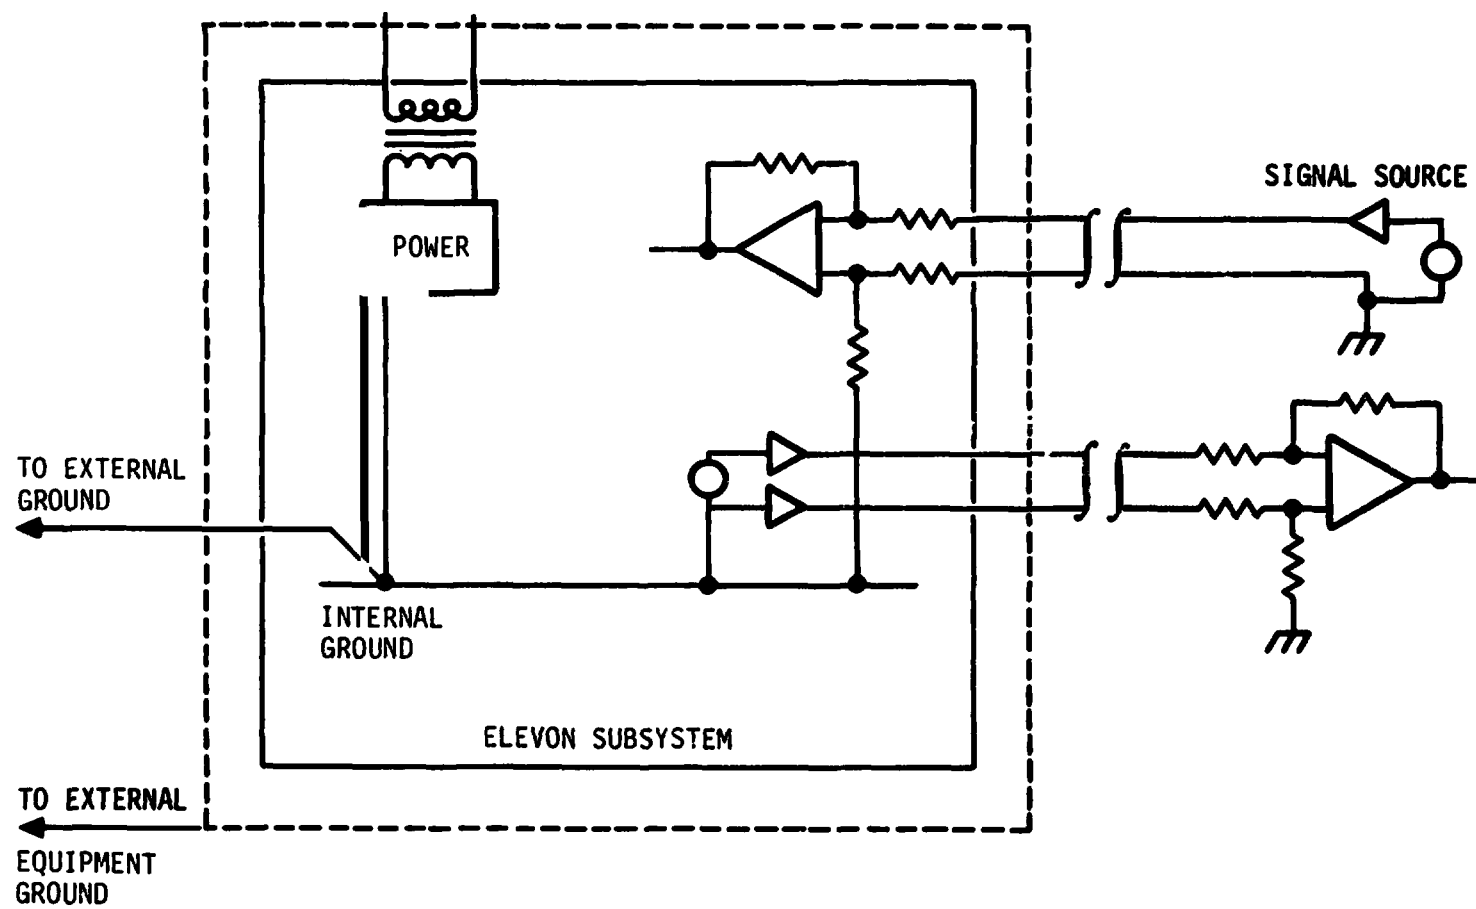 SIGNAL SOURCE
POWER
TO EXTERNAL
GROUND
INTERNAL
GROUND
ELEVON SUBSYSTEM
TO EXTERNAL
EQUIPMENT
GROUND